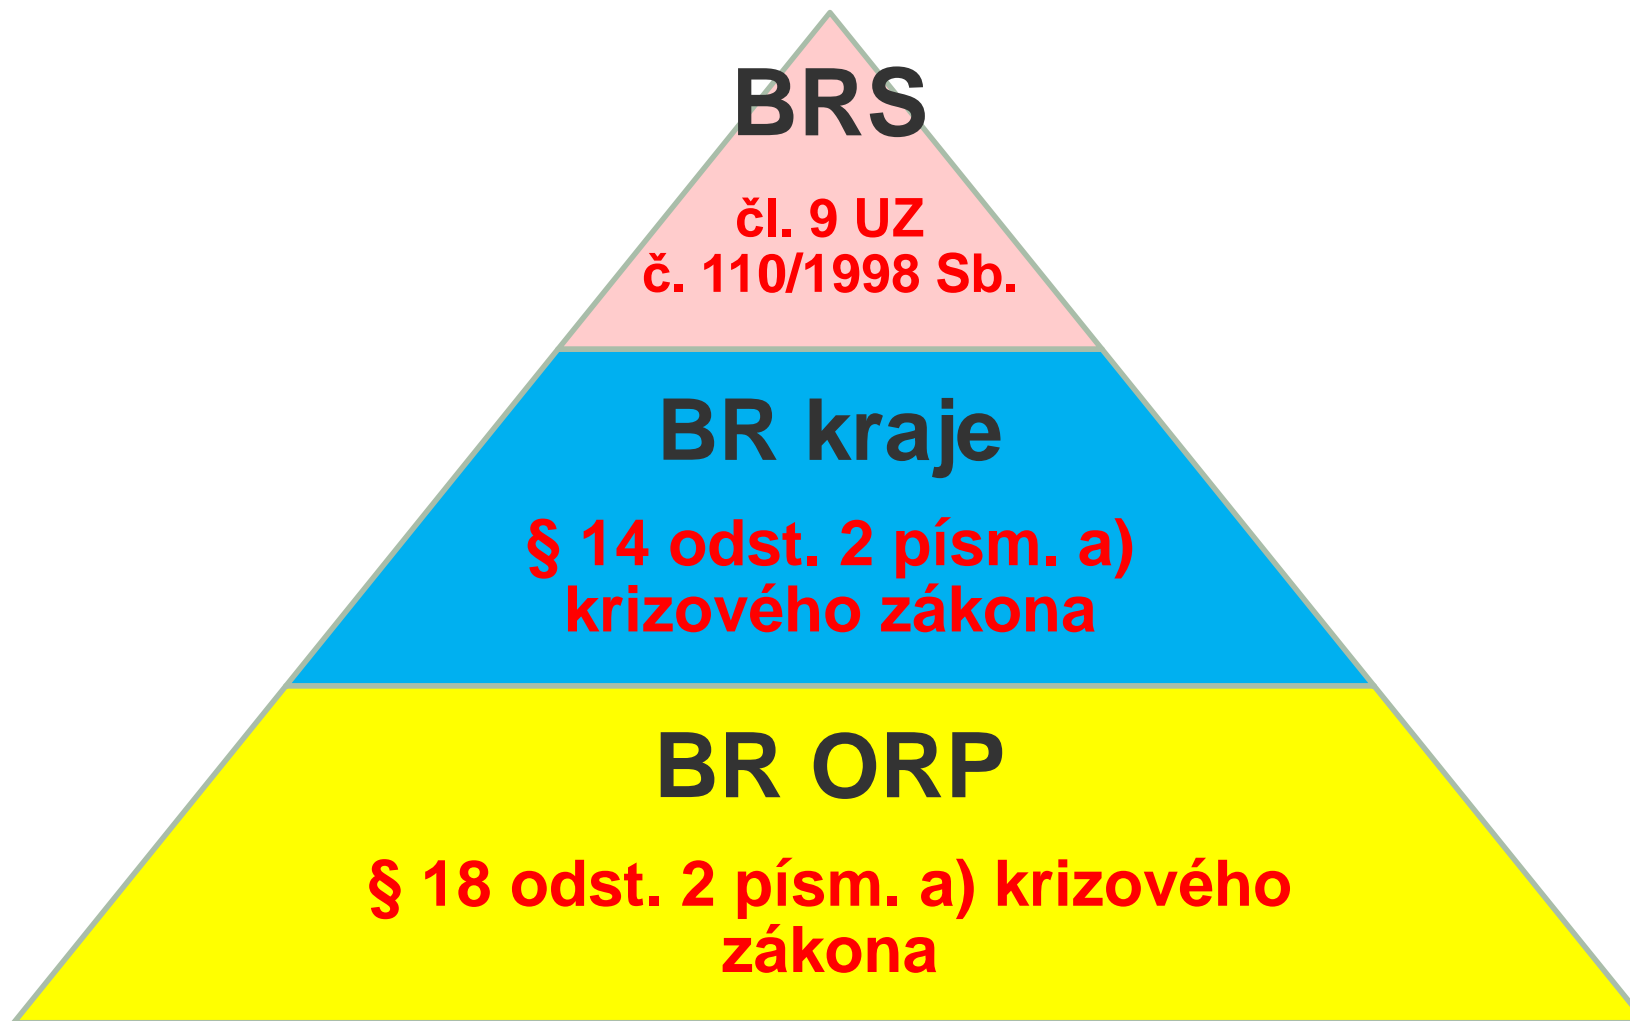 BRS
čl. 9 UZ
č. 110/1998 Sb.
BR kraje
§ 14 odst. 2 písm. a)
krizového zákona
BR ORP
§ 18 odst. 2 písm. a) krizového
zákona